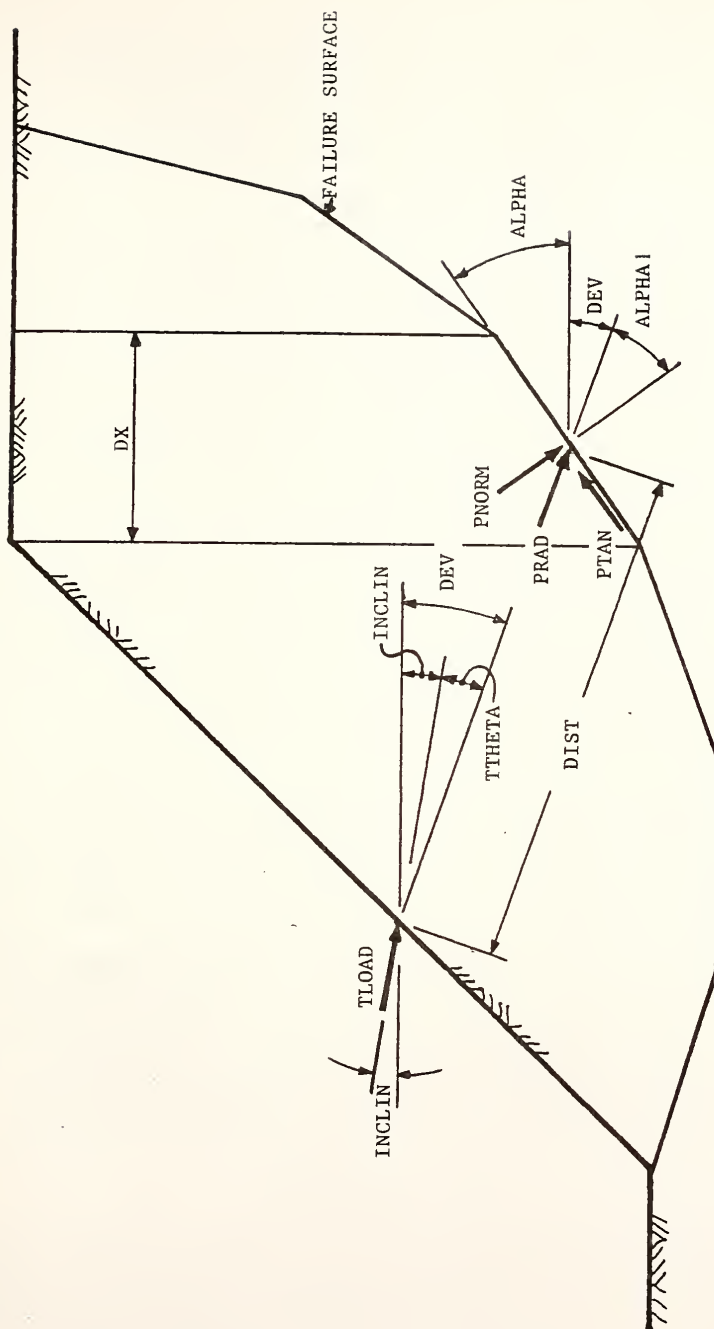 FAILURE SURFACE
ALPHA
DX
DEV
ALPHA1
PNORM
PRAD
PTAN
INCLIN
DEV
TTHETA
DIST
TLOAD
INCLIN